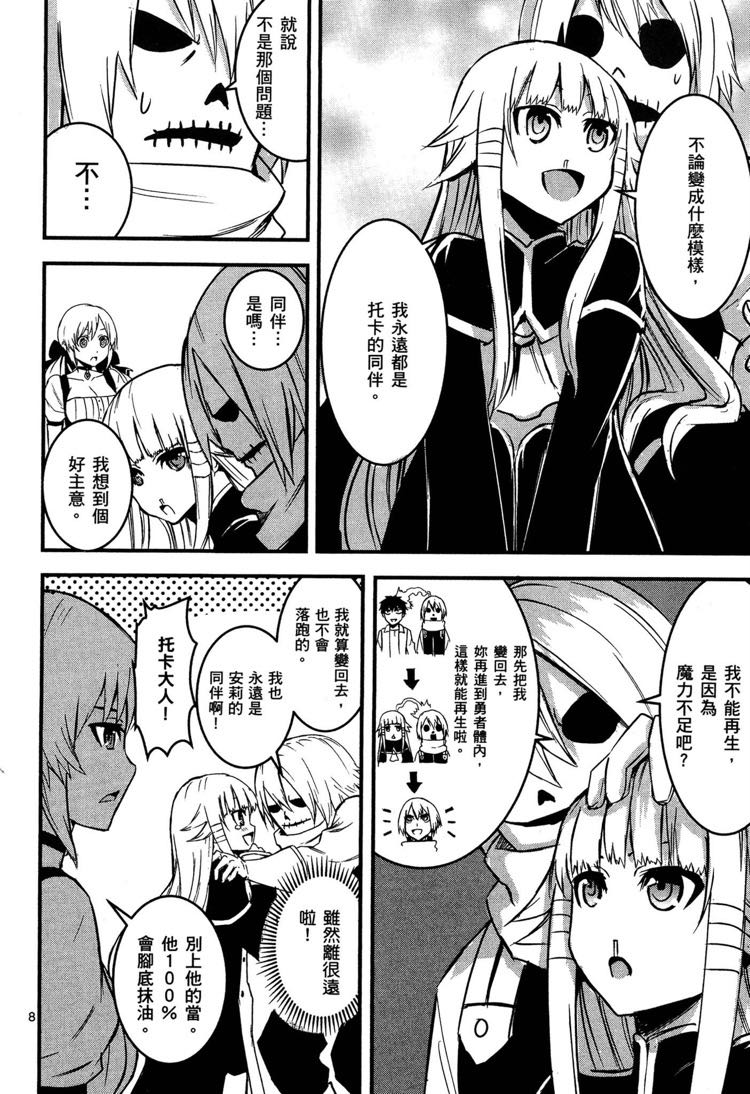 不論變成什麼模樣，
我永遠都是
托卡的同伴。
就說
不是那個問題…
不…
同伴…
是嗎…
我想到個
好主意。
我不能再生，
是因為
魔力不足吧？
那先把我
變回去，
妳再進到勇者體內，
這樣就能再生啦。
我就算變回去，
也不會
落跑的。
我也
永遠是
安莉的
同伴啊！
托卡大人！
雖然離很遠
啦！
別上他的當。
他100%
會腳底抹油。
8